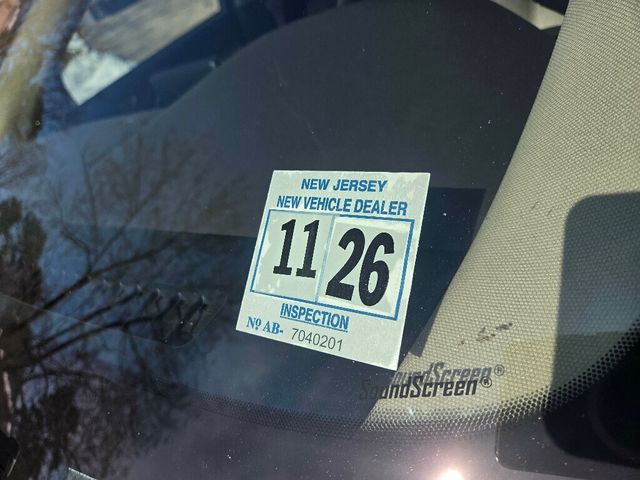 NEW JERSEY
NEW VEHICLE DEALER
11 26
INSPECTION
Nº AB- 7040201
SoundScreen®